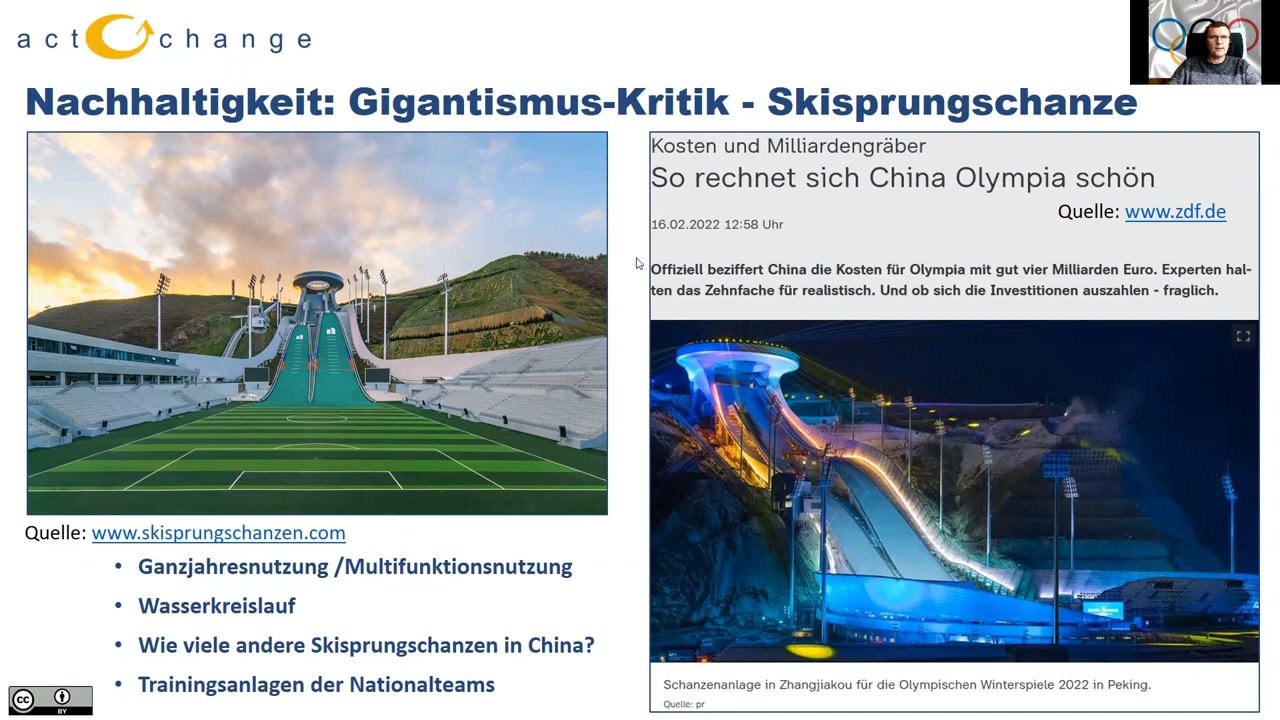 act change
Nachhaltigkeit: Gigantismus-Kritik - Skisprungschanze
Quelle: www.skisprungschanzen.com
• Ganzjahresnutzung /Multifunktionsnutzung
• Wasserkreislauf
• Wie viele andere Skisprungschanzen in China?
• Trainingsanlagen der Nationalteams
cc
BY
Kosten und Milliardengräber
So rechnet sich China Olympia schön
Quelle: www.zdf.de
16.02.2022 12:58 Uhr
Offiziell beziffert China die Kosten für Olympia mit gut vier Milliarden Euro. Experten hal-
ten das Zehnfache für realistisch. Und ob sich die Investitionen auszahlen - fraglich.
Schanzenanlage in Zhangjiakou für die Olympischen Winterspiele 2022 in Peking.
Quelle: pr